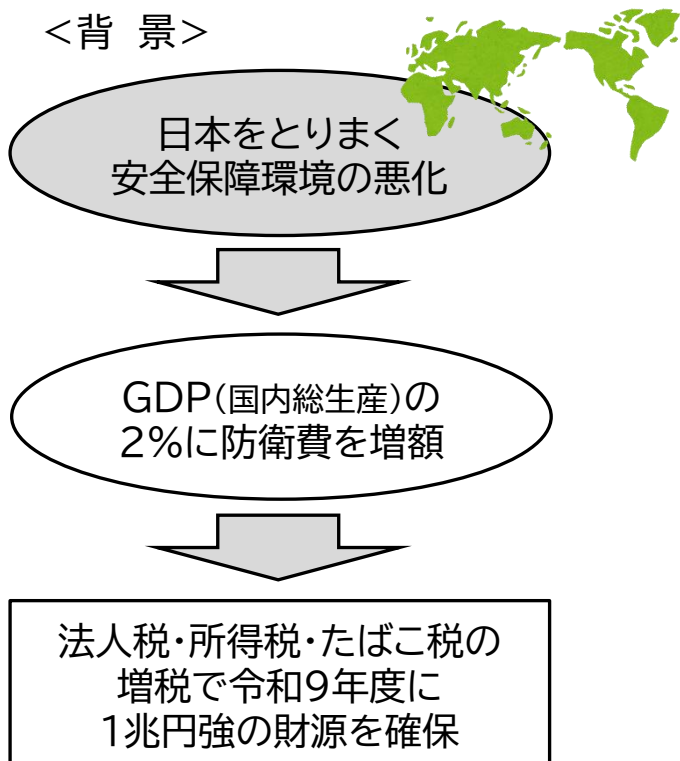 <背 景>
日本をとりまく
安全保障環境の悪化
GDP(国内総生産)の
2%に防衛費を増額
法人税・所得税・たばこ税の
増税で令和9年度に
1兆円強の財源を確保